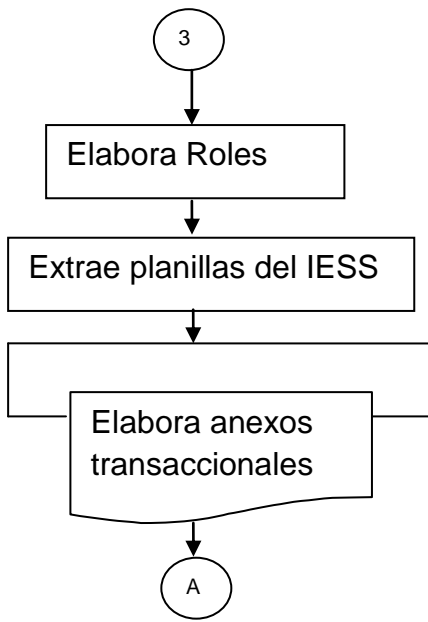 3
Elabora Roles
Extrae planillas del IESS
Elabora anexos
transaccionales
A